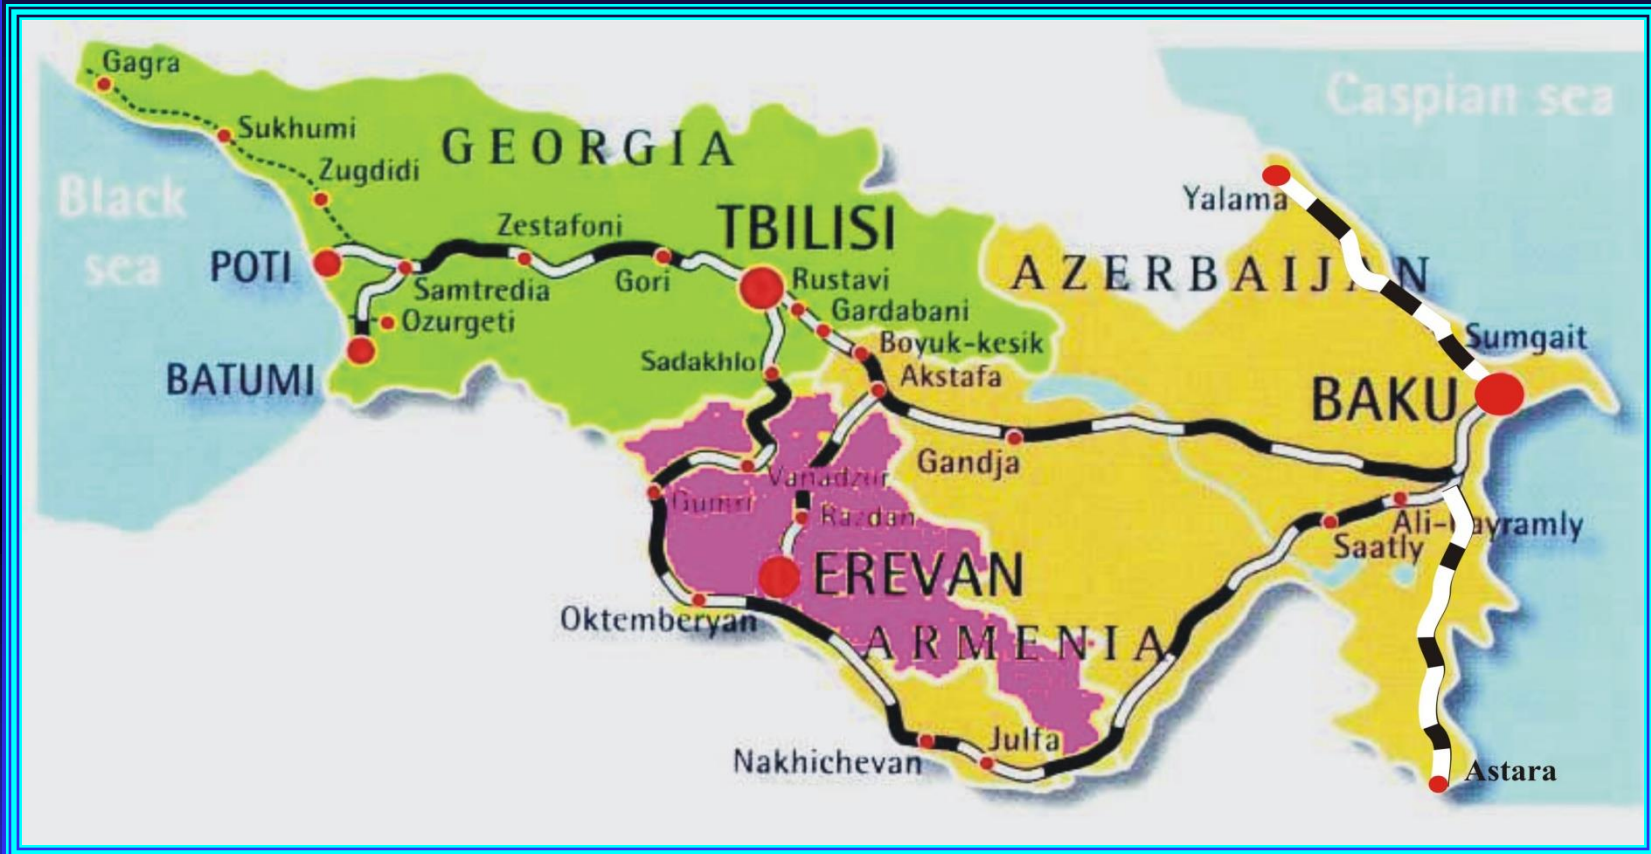 Gagra
Caspian sea
Sukhumi
GEORGIA
Zugdidi
Black
sea
Yalama
Zestafoni
TBILISI
POTI
AZERBAIJAN
Samtredia
Gori
Rustavi
Ozurgeti
Gardabani
Boyuk-kesik
Sumgait
Sadakhlo
Akstafa
BATUMI
BAKU
Gandja
Vanadzur
Gumri
Razdan
Ali-Bayramly
Saatly
EREVAN
Oktemberyan
ARMENIA
Julfa
Nakhichevan
Astara